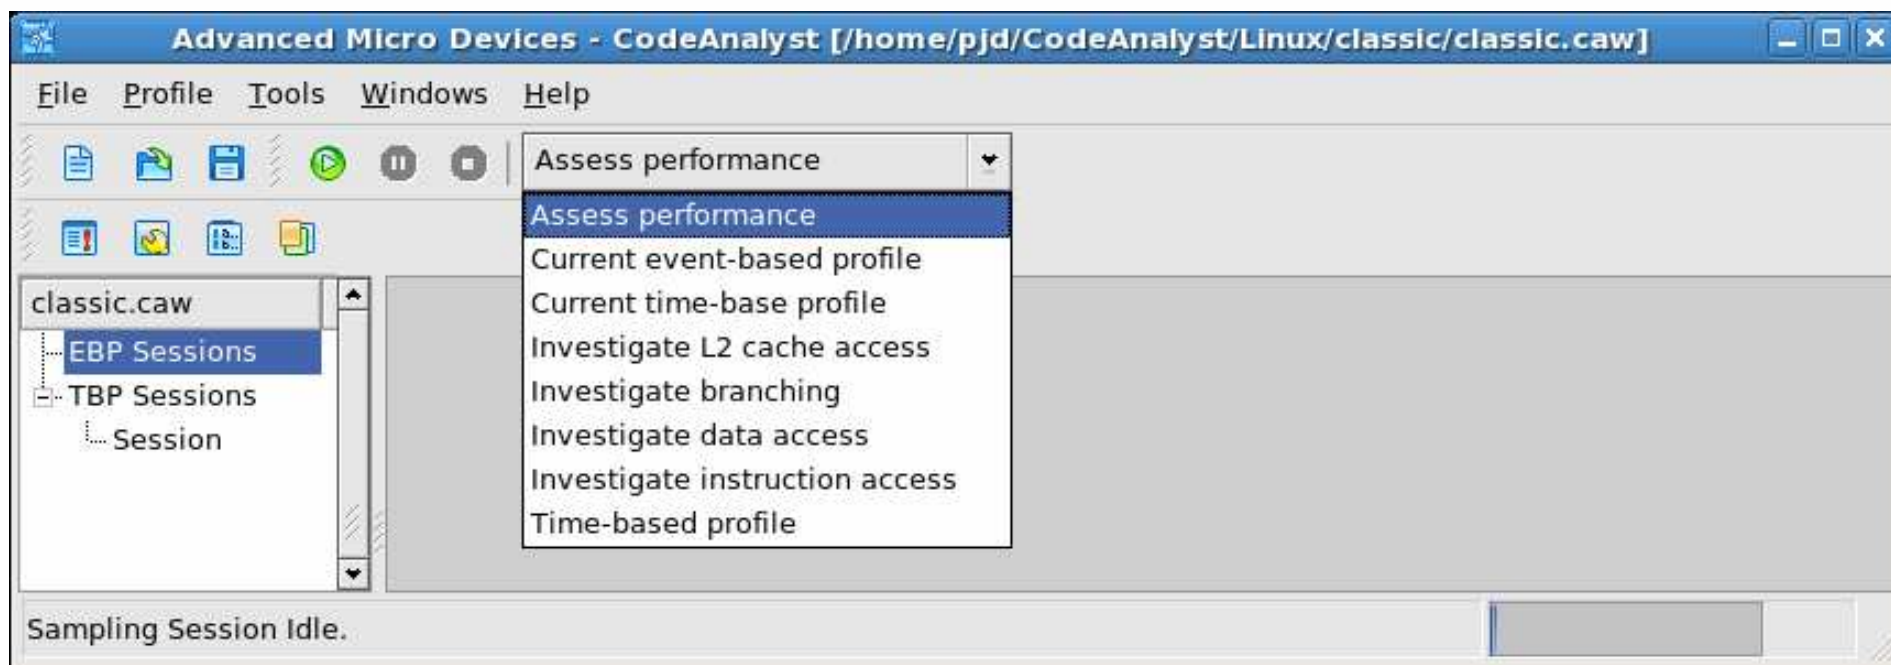 Advanced Micro Devices - CodeAnalyst [/home/pjd/CodeAnalyst/Linux/classic/classic.caw]
File Profile Tools Windows Help
Assess performance
Assess performance
Current event-based profile
Current time-base profile
Investigate L2 cache access
Investigate branching
Investigate data access
Investigate instruction access
Time-based profile
classic.caw
EBP Sessions
TBP Sessions
Session
Sampling Session Idle.